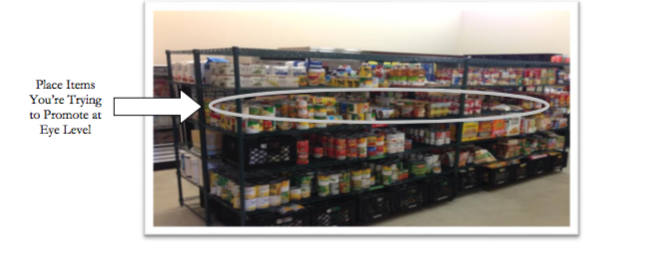 Place Items
You're Trying
to Promote at
Eye Level